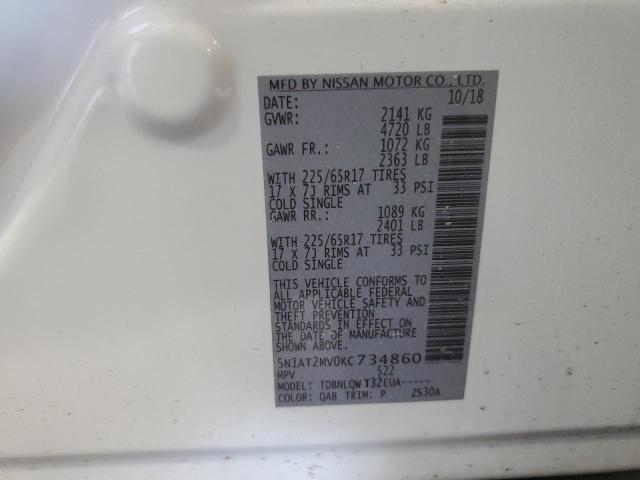 MFD BY NISSAN MOTOR CO., LTD.
DATE: 10/18
GVWR: 2141 KG
4720 LB
GAWR FR.: 1072 KG
2363 LB
WITH 225/65R17 TIRES
17 X 7J RIMS AT 33 PSI
COLD SINGLE
GAWR RR.: 1089 KG
2401 LB
WITH 225/65R17 TIRES
17 X 7J RIMS AT 33 PSI
COLD SINGLE
THIS VEHICLE CONFORMS TO
ALL APPLICABLE FEDERAL
MOTOR VEHICLE SAFETY AND
THEFT PREVENTION
STANDARDS IN EFFECT ON
THE DATE OF MANUFACTURE
SHOWN ABOVE.
5N1AT2MV0KC734860
MPV 522
MODEL: TDBNLQWT32EUA-----
COLOR: QAB TRIM: P ZS30A